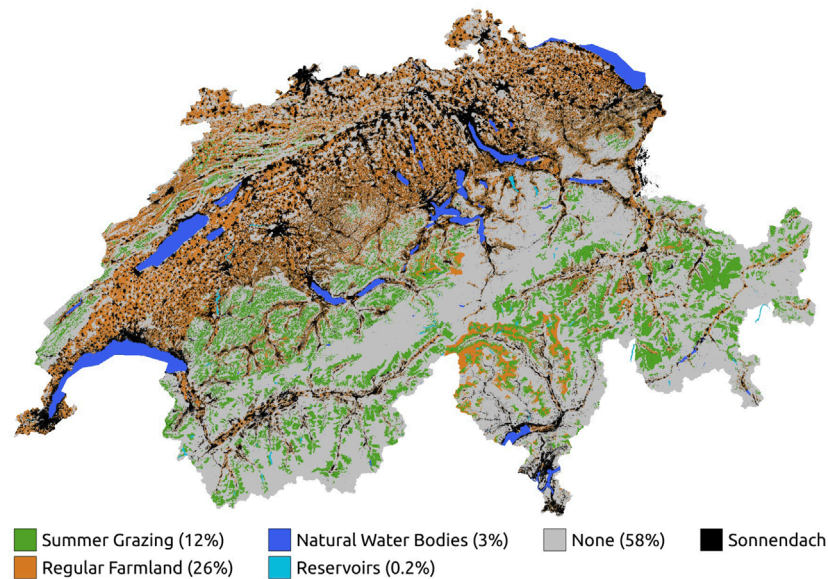 Summer Grazing (12%)
Natural Water Bodies (3%)
None (58%)
Sonnendach
Regular Farmland (26%)
Reservoirs (0.2%)